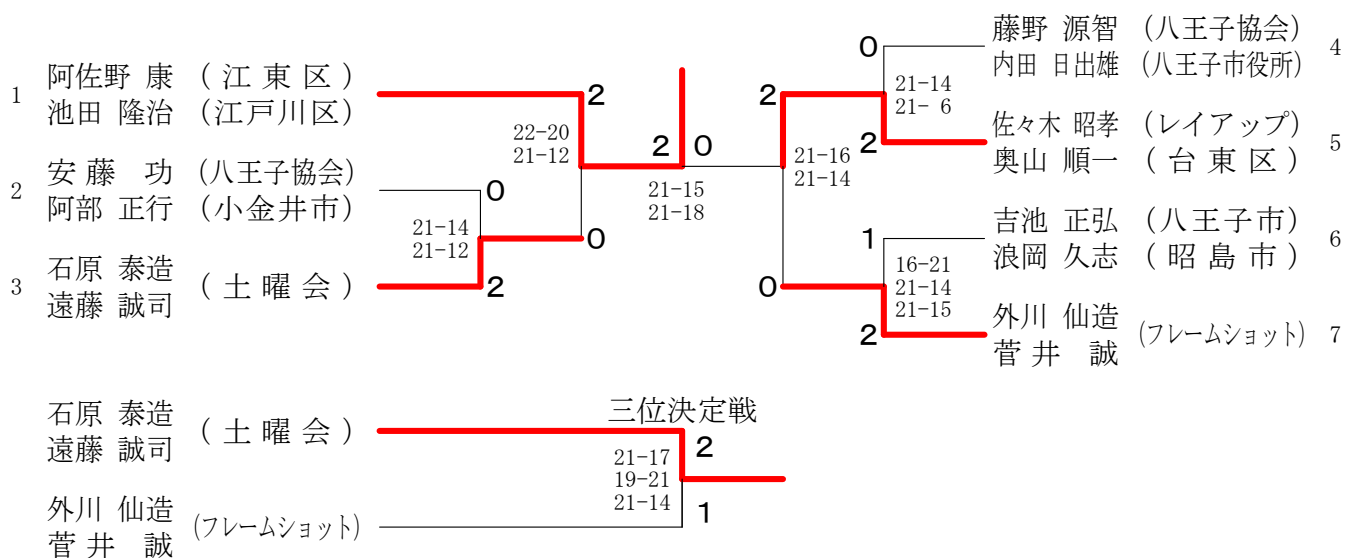 1
阿佐野 康 (江東区)
池田 隆治 (江戸川区)
2
安藤 功 (八王子協会)
阿部 正行 (小金井市)
3
石原 泰造
遠藤 誠司
(土曜会)
2
22-20
21-12
0
21-14
21-12
2
0
2
0
21-15
21-18
藤野 源智 (八王子協会)
内田 日出雄 (八王子市役所)
4
佐々木 昭孝 (レイアップ)
奥山 順一 (台東区)
5
吉池 正弘 (八王子市)
浪岡 久志 (昭島市)
6
外川 仙造
菅井 誠
(フレームショット)
7
0
21-14
21- 6
2
2
21-16
21-14
0
1
16-21
21-14
21-15
2
三位決定戦
石原 泰造
遠藤 誠司
(土曜会)
2
21-17
19-21
21-14
1
外川 仙造
菅井 誠
(フレームショット)